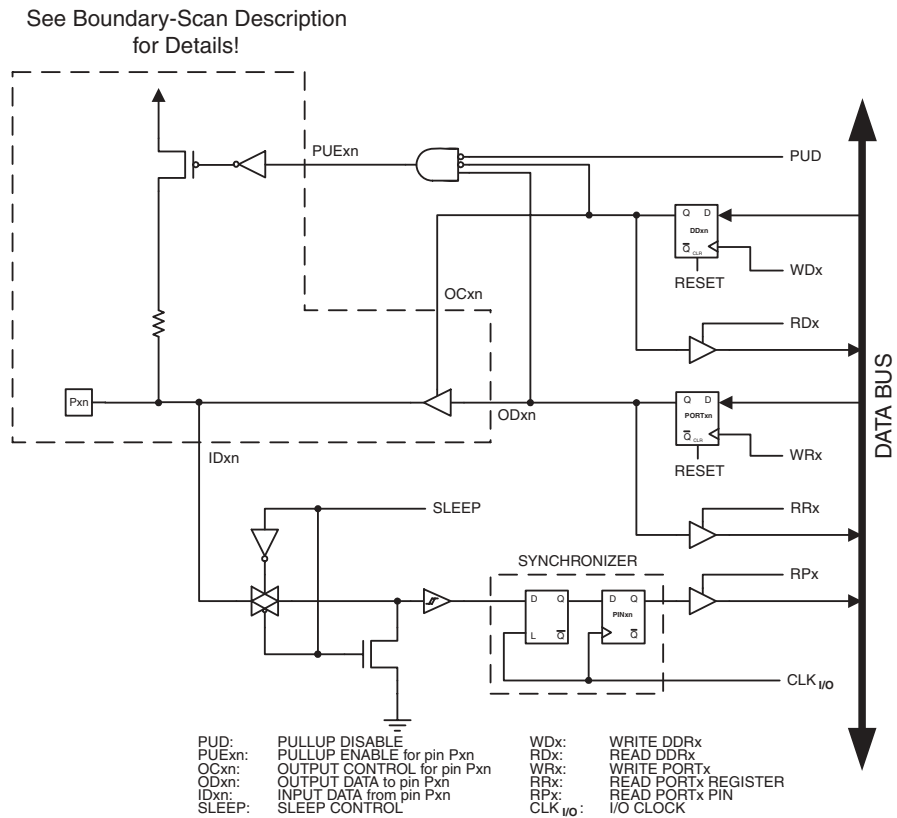 See Boundary-Scan Description
for Details!
PUExn
PUD
Q D
DDxn
Q CLR
RESET
WDx
OCxn
RDx
Pxn
ODxn
Q D
PORTxn
Q CLR
RESET
WRx
DATA BUS
IDxn
SLEEP
RRx
SYNCHRONIZER
RPx
D Q
L Q
D Q
PINxn
Q
CLK I/O
PUD: PULLUP DISABLE
PUExn: PULLUP ENABLE for pin Pxn
OCxn: OUTPUT CONTROL for pin Pxn
ODxn: OUTPUT DATA to pin Pxn
IDxn: INPUT DATA from pin Pxn
SLEEP: SLEEP CONTROL
WDx: WRITE DDRx
RDx: READ DDRx
WRx: WRITE PORTx
RRx: READ PORTx REGISTER
RPx: READ PORTx PIN
CLK I/O: I/O CLOCK